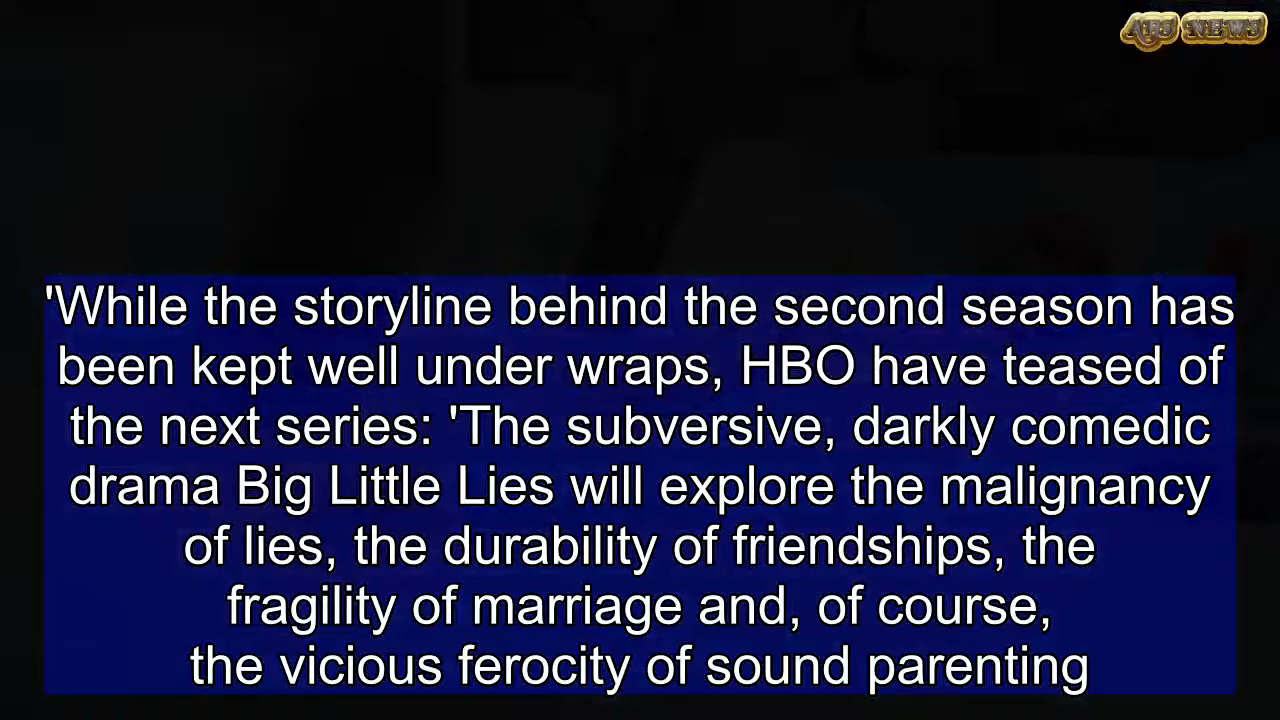 ABS NEWS
'While the storyline behind the second season has
been kept well under wraps, HBO have teased of
the next series: 'The subversive, darkly comedic
drama Big Little Lies will explore the malignancy
of lies, the durability of friendships, the
fragility of marriage and, of course,
the vicious ferocity of sound parenting